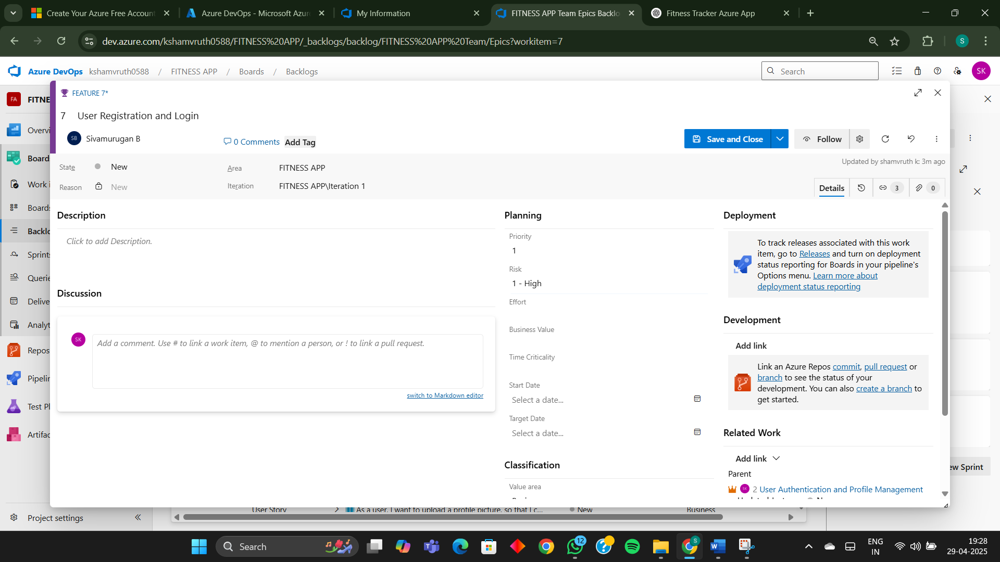 Create Your Azure Free Account
Azure DevOps - Microsoft Azur
My Information
FITNESS APP Team Epics Backlo
Fitness Tracker Azure App
dev.azure.com/kshamvruth0588/FITNESS%20APP/_backlogs/backlog/FITNESS%20APP%20Team/Epics?workitem=7
S
Azure DevOps kshamvruth0588 / FITNESS APP / Boards / Backlogs
Search
SK
FA FITNE
Overvi
Board
Work i
Boards
Backlo
Sprints
Querie
Delive
Analyt
Repos
Pipelin
Test Pl
Artifac
Project settings
FEATURE 7*
7 User Registration and Login
SB Sivamurugan B
0 Comments Add Tag
Save and Close
Follow
State New
Area FITNESS APP
Updated by shamvruth k: 3m ago
Reason New
Iteration FITNESS APP\Iteration 1
Details 3 0
Description
Click to add Description.
Discussion
SK
Add a comment. Use # to link a work item, @ to mention a person, or ! to link a pull request.
switch to Markdown editor
Planning
Priority
1
Risk
1 - High
Effort
Business Value
Time Criticality
Start Date
Select a date...
Target Date
Select a date...
Classification
Value area
Deployment
To track releases associated with this work
item, go to Releases and turn on deployment
status reporting for Boards in your pipeline's
Options menu. Learn more about
deployment status reporting
Development
Add link
Link an Azure Repos commit, pull request or
branch to see the status of your
development. You can also create a branch to
get started.
Related Work
Add link
Parent
SK 2 User Authentication and Profile Management
ew Sprint
User Story As a user, I want to upload a profile picture, so that I c... New Business
Search
12
S
ENG
IN
19:28
29-04-2025